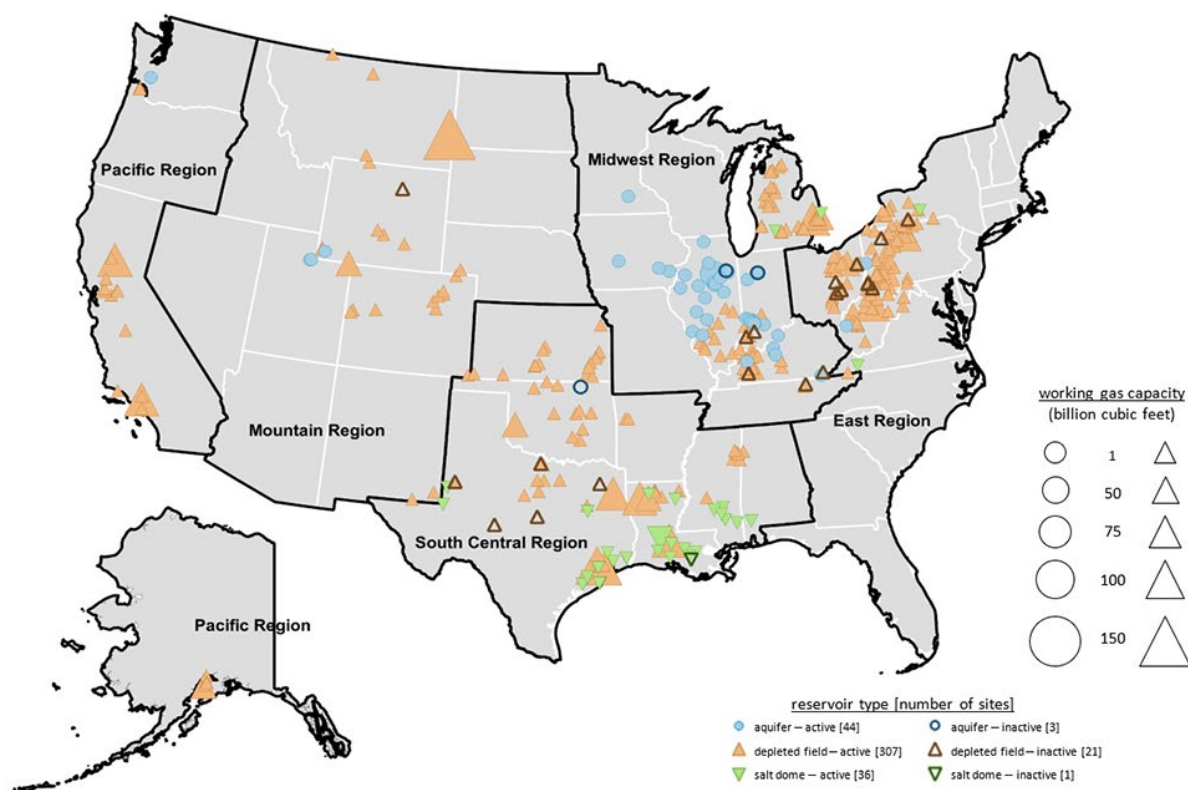 Pacific Region
Midwest Region
Mountain Region
East Region
South Central Region
Pacific Region
working gas capacity
(billion cubic feet)
1
50
75
100
150
reservoir type [number of sites]
aquifer – active [44]
aquifer – inactive [3]
depleted field – active [307]
depleted field – inactive [21]
salt dome – active [36]
salt dome – inactive [1]